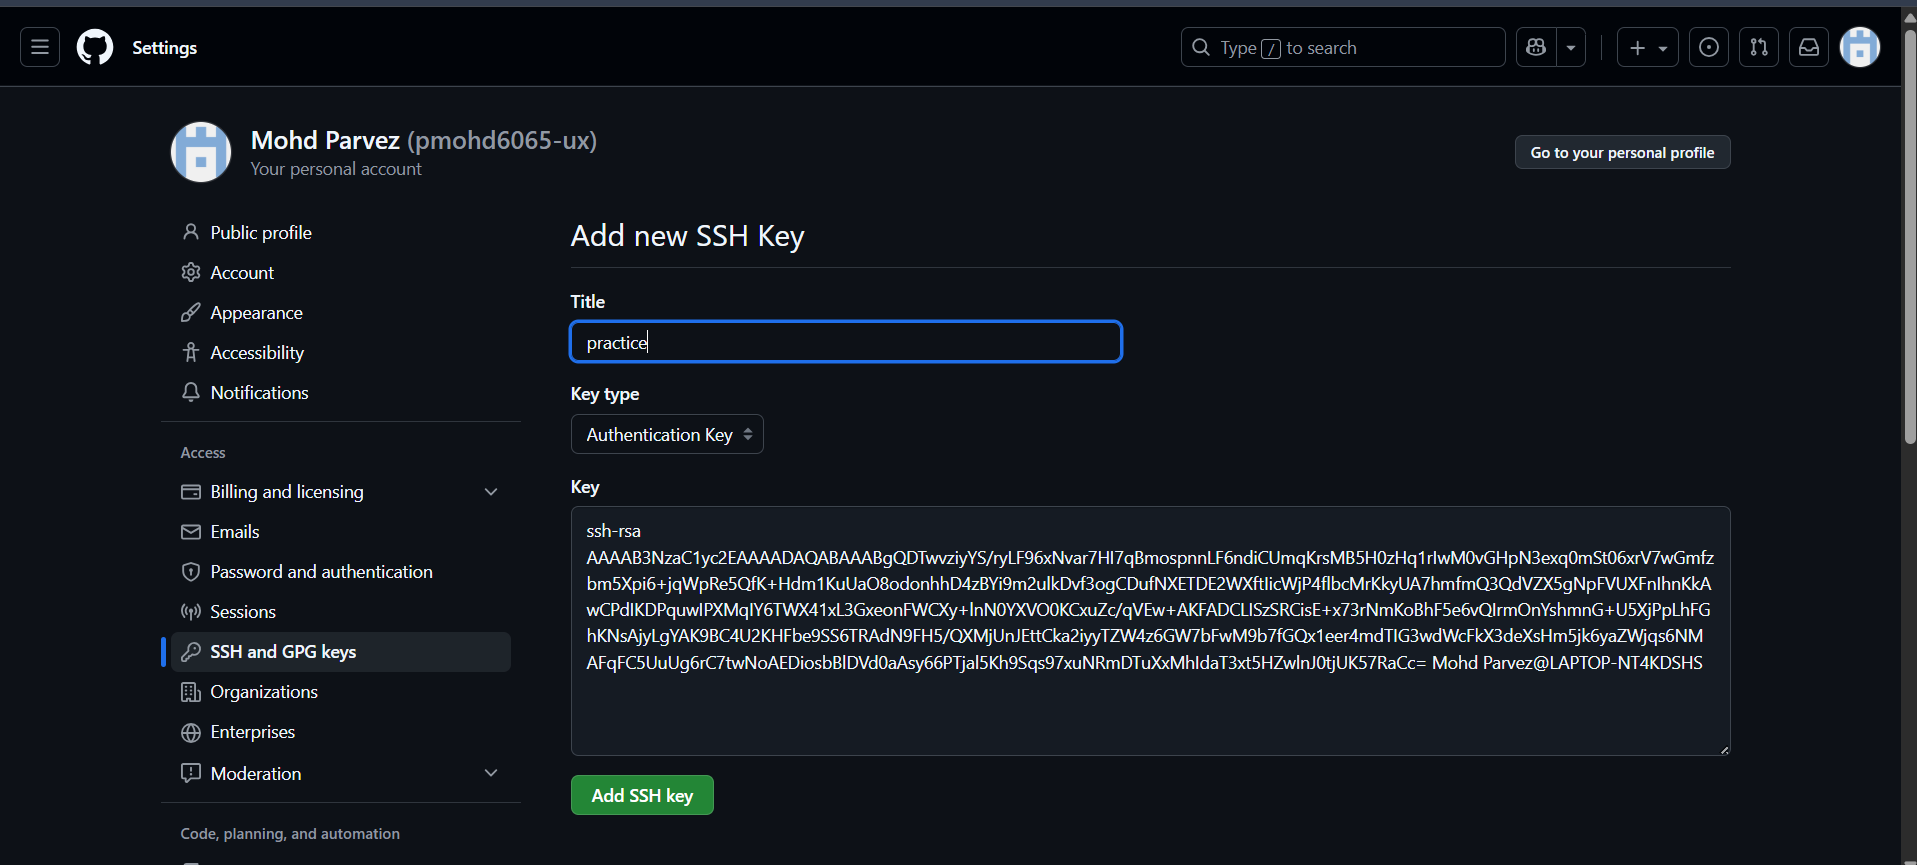 Settings
Type / to search
Mohd Parvez (pmohd6065-ux)
Your personal account
Go to your personal profile
Public profile
Account
Appearance
Accessibility
Notifications
Access
Billing and licensing
Emails
Password and authentication
Sessions
SSH and GPG keys
Organizations
Enterprises
Moderation
Code, planning, and automation
Add new SSH Key
Title
practice
Key type
Authentication Key
Key
ssh-rsa
AAAAB3NzaC1yc2EAAAADAQABAAABgQDTwvziyYS/ryLF96xNvar7HI7qBmospnnLF6ndiCUmqKrsMB5H0zHq1rIwM0vGHpN3exq0mSt06xrV7wGmfz
bm5Xpi6+jqWpRe5QfK+Hdm1KuUaO8odonhhD4zBYi9m2ulkDvf3ogCDufNXETDE2WXftIicWjP4flbcMrKkyUA7hmfmQ3QdVZX5gNpFVUXFnIhnKkA
wCPdIKDPquwIPXMqIY6TWX41xL3GxeonFWCXy+InN0YXVO0KCxuZc/qVEw+AKFADCLISzSRCisE+x73rNmKoBhF5e6vQIrmOnYshmnG+U5XjPpLhFG
hKNsAjyLgYAK9BC4U2KHFbe9SS6TRAdN9FH5/QXMjUnJEttCka2iyyTZW4z6GW7bFwM9b7fGQx1eer4mdTIG3wdWcFkX3deXsHm5jk6yaZWjqs6NM
AFqFC5UuUg6rC7twNoAEDiosbBlDVd0aAsy66PTjal5Kh9Sqs97xuNRmDTuXxMhIdaT3xt5HZwlnJ0tjUK57RaCc= Mohd Parvez@LAPTOP-NT4KDSHS
Add SSH key